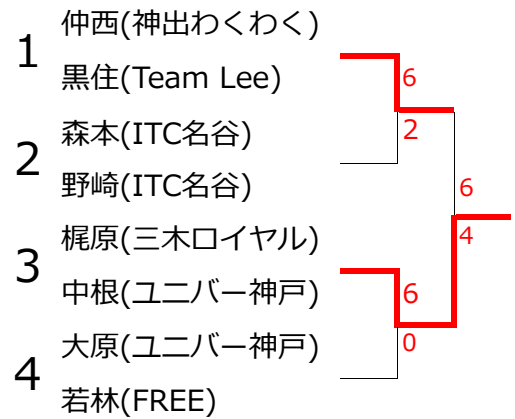 1
仲西(神出わくわく)
黒住(Team Lee)
6
2
森本(ITC名谷)
野崎(ITC名谷)
2
6
4
3
梶原(三木ロイヤル)
中根(ユニバー神戸)
6
4
大原(ユニバー神戸)
若林(FREE)
0